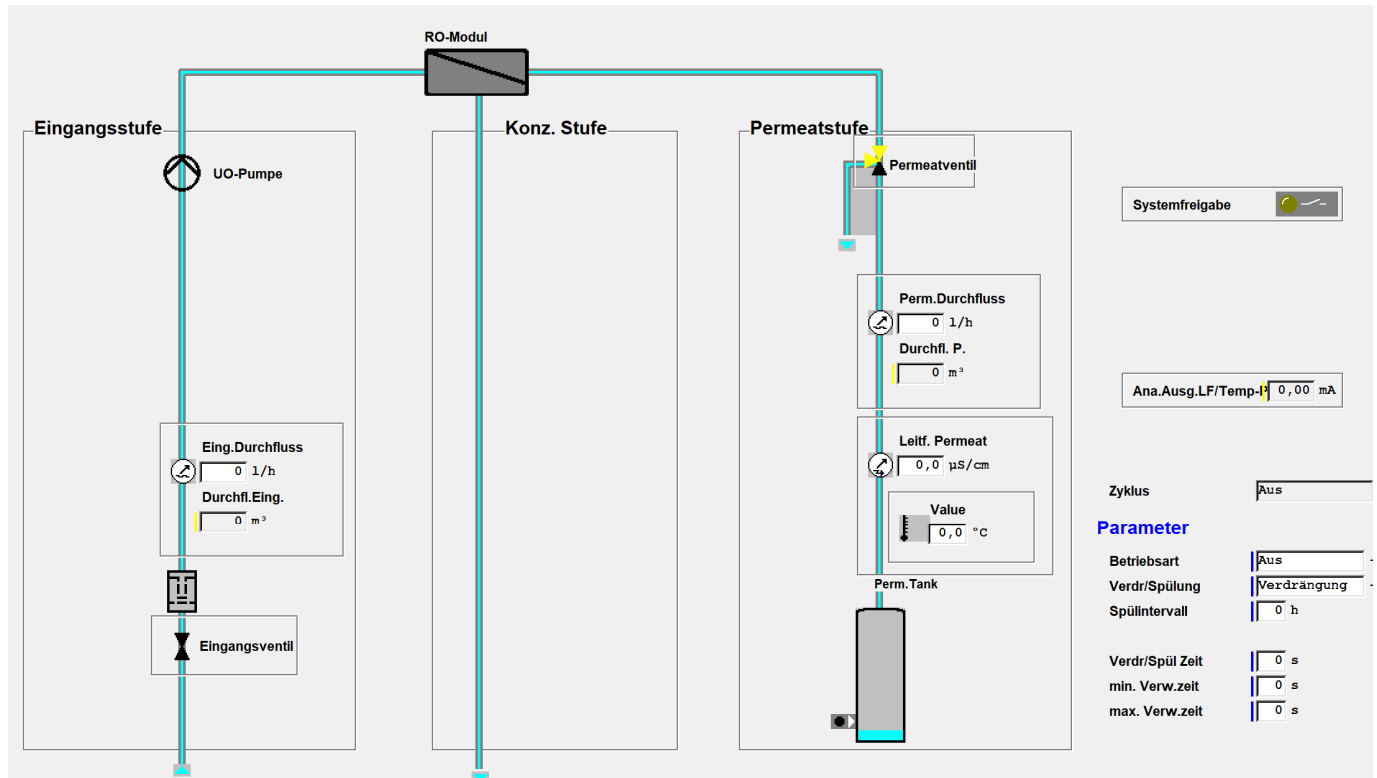 RO-Modul
Eingangsstufe
UO-Pumpe
Eing.Durchfluss
0 l/h
Durchfl.Eing.
0 m³
Eingangsventil
Konz. Stufe
Permeatstufe
Permeatventil
Perm.Durchfluss
0 l/h
Durchfl. P.
0 m³
Leitf. Permeat
0,0 µS/cm
Value
0,0 °C
Perm.Tank
Systemfreigabe
Ana.Ausg.LF/Temp- 0,00 mA
Zyklus Aus
Parameter
Betriebsart Aus
Verdr/Spülung Verdrängung
Spülintervall 0 h
Verdr/Spül Zeit 0 s
min. Verw.zeit 0 s
max. Verw.zeit 0 s